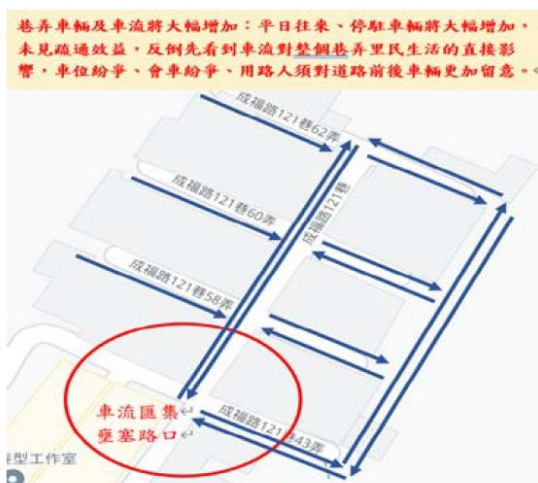 巷弄車輛及車流將大幅增加：平日往來、停駐車輛將大幅增加，
未見疏通效益，反倒先看到車流對整個巷弄里民生活的直接影
響，車位紛爭、會車紛爭、用路人須對道路前後車輛更加留意。
成福路121巷62弄
成福路121巷60弄
成福路121巷
成福路121巷58弄
車流匯集
壅塞路口
成福路121巷43弄
型工作室